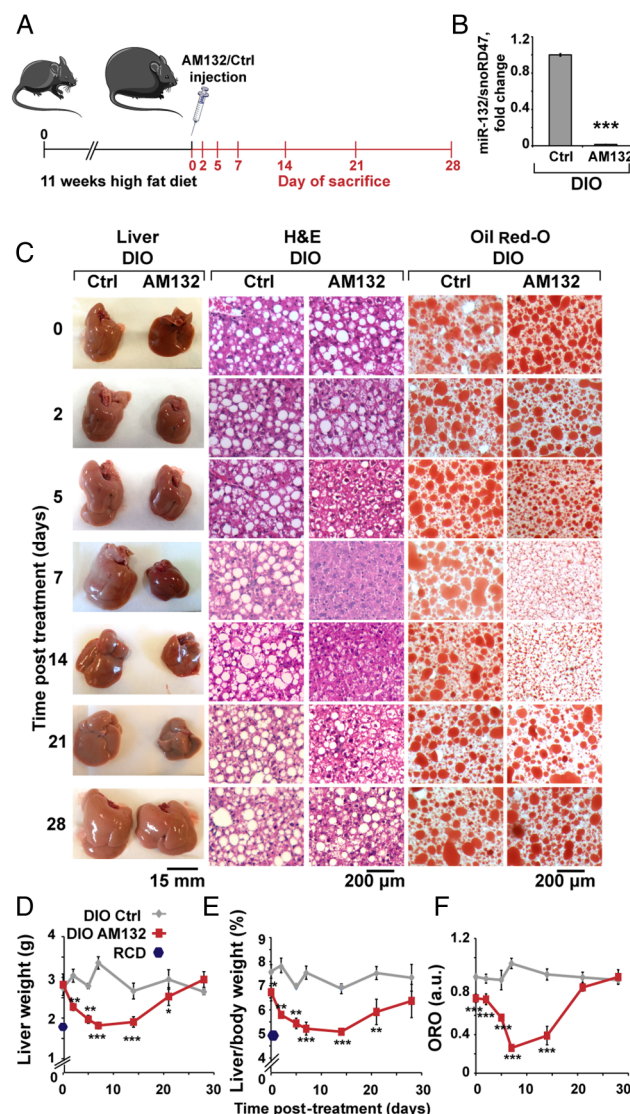 A
AM132/Ctrl
injection
0
0 2 5 7 14 21 28
11 weeks high fat diet
Day of sacrifice
B
miR-132/snoRD47,
fold change
1.2
0.8
0.4
0
***
Ctrl AM132
DIO
C
Liver H&E Oil Red-O
DIO DIO DIO
Ctrl AM132 Ctrl AM132 Ctrl AM132
Time post treatment (days)
0
2
5
7
14
21
28
15 mm 200 µm 200 µm
D
DIO Ctrl
DIO AM132
RCD
Liver weight (g)
4
3
2
1
0
**
**
***
***
*
0 10 20 30
E
Liver/body weight (%)
9
8
7
6
5
4
0
*
**
**
***
***
**
0 10 20 30
F
ORO (a.u.)
1.2
0.8
0.4
0
***
***
***
***
***
0 10 20 30
Time post-treatment (days)